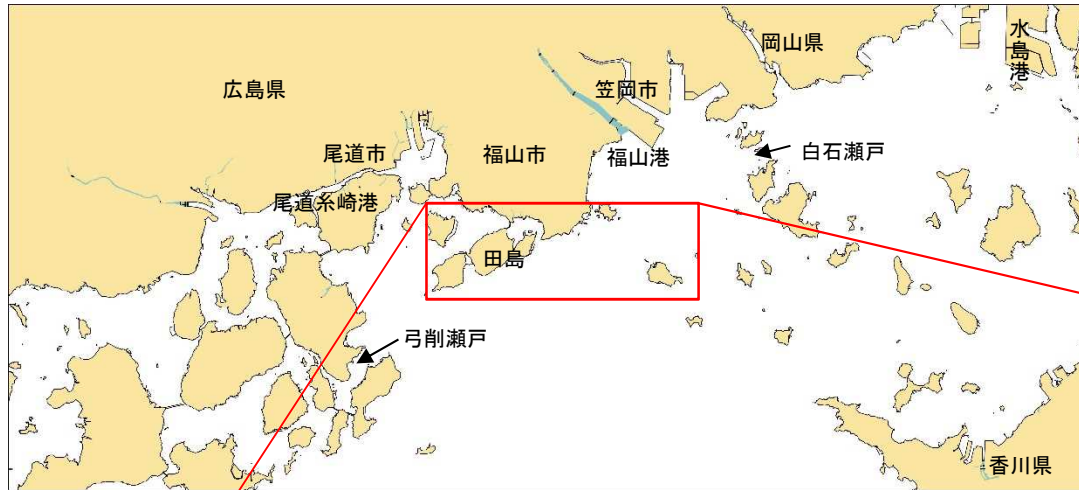 水島港
岡山県
広島県
笠岡市
尾道市
福山市
福山港
白石瀬戸
尾道糸崎港
田島
弓削瀬戸
香川県